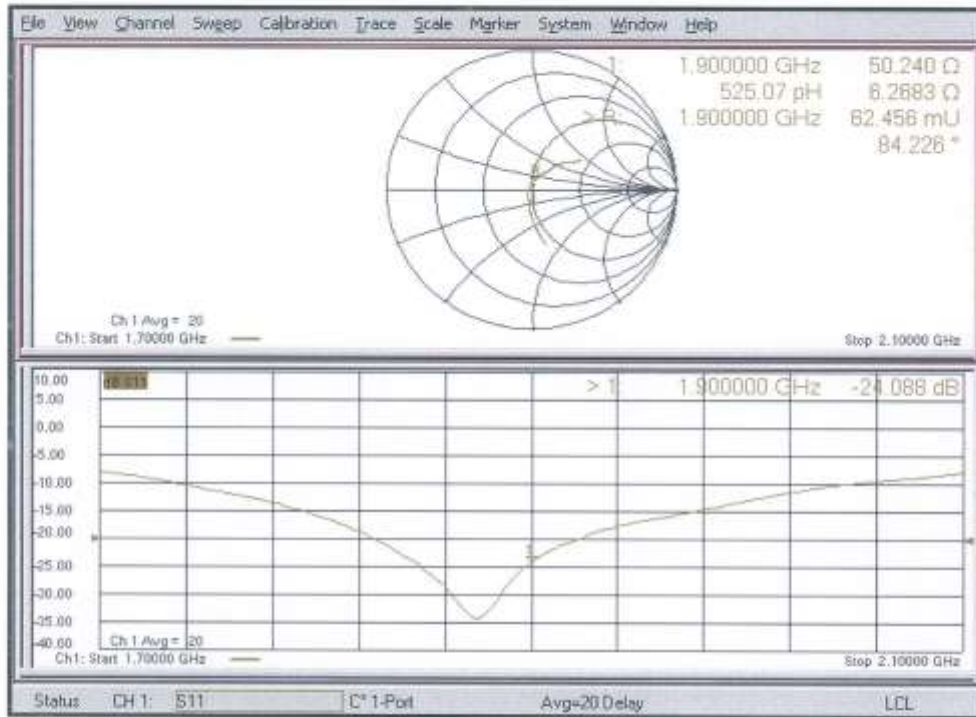 File View Channel Sweep Calibration Trace Scale Marker System Window Help
1: 1.900000 GHz 50.240 Ω
525.07 pH 6.2683 Ω
1.900000 GHz 62.456 mU
84.226 °
Ch 1 Avg = 20
Ch1: Start 1.70000 GHz
Stop 2.10000 GHz
10.00
5.00
0.00
-5.00
-10.00
-15.00
-20.00
-25.00
-30.00
-35.00
-40.00
dB S11
> 1: 1.900000 GHz -24.088 dB
1
Ch 1 Avg = 20
Ch1: Start 1.70000 GHz
Stop 2.10000 GHz
Status CH 1: S11 C* 1-Port Avg=20 Delay LCL